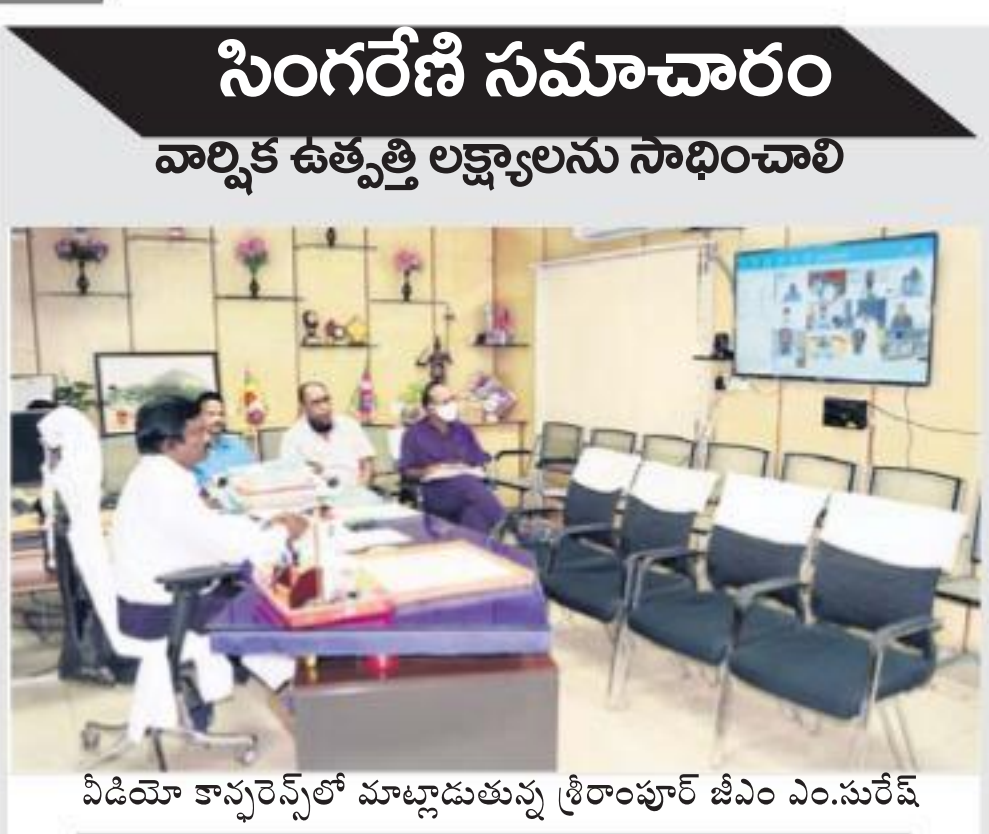 సింగరేణి సమాచారం
వార్షిక ఉత్పత్తి లక్ష్యాలను సాధించాలి
వీడియో కాన్ఫరెన్స్‌లో మాట్లాడుతున్న శ్రీరాంపూర్ జీఎం ఎం.సురేష్